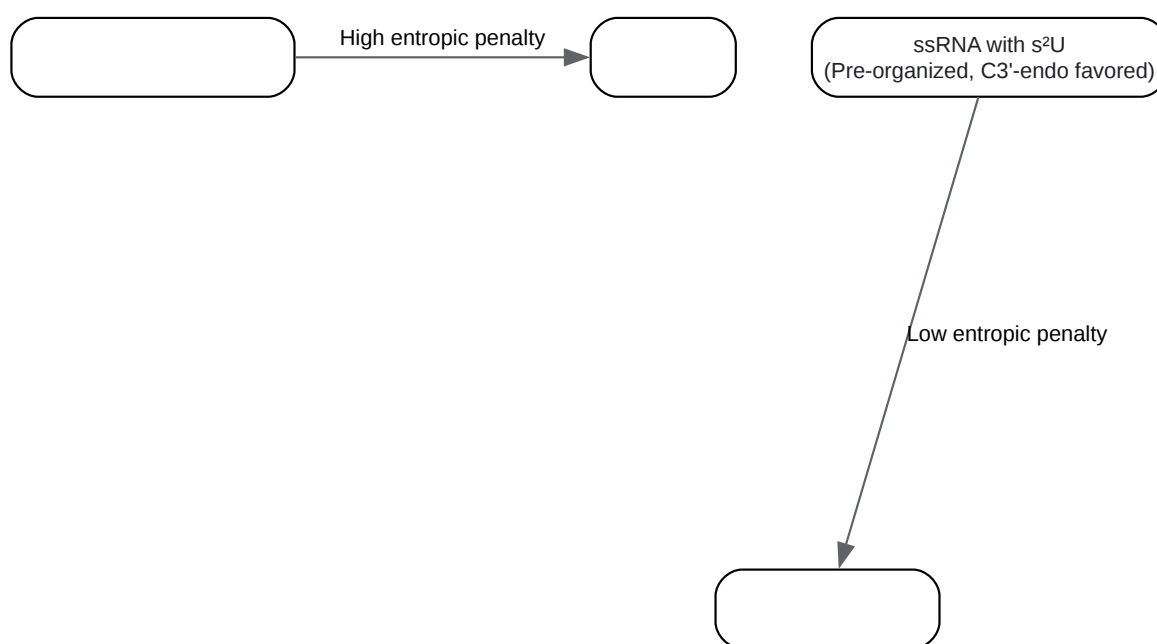 High entropic penalty
ssRNA with s²U
(Pre-organized, C3'-endo favored)
Low entropic penalty